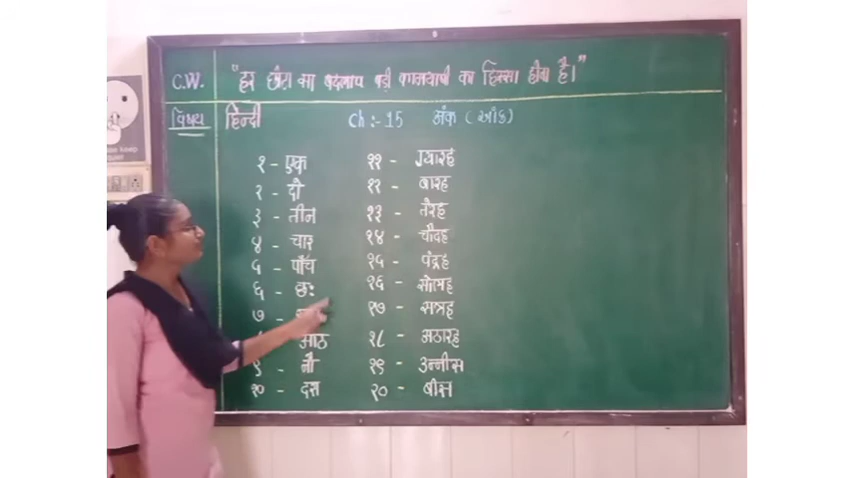 C.W. "हर छोटा सा बदलाव बड़ी कामयाबी का हिस्सा होता है।"
विषय हिन्दी ch :- 15 अंक (અંક)
१ - एक ११ - ग्यारह
२ - दो १२ - बारह
३ - तीन १३ - तेरह
४ - चार १४ - चौदह
५ - पाँच १५ - पंद्रह
६ - छः १६ - सोलह
७ - १७ - सत्रह
आठ १८ - अठारह
९ - नौ १९ - उन्नीस
१० - दस २० - बीस